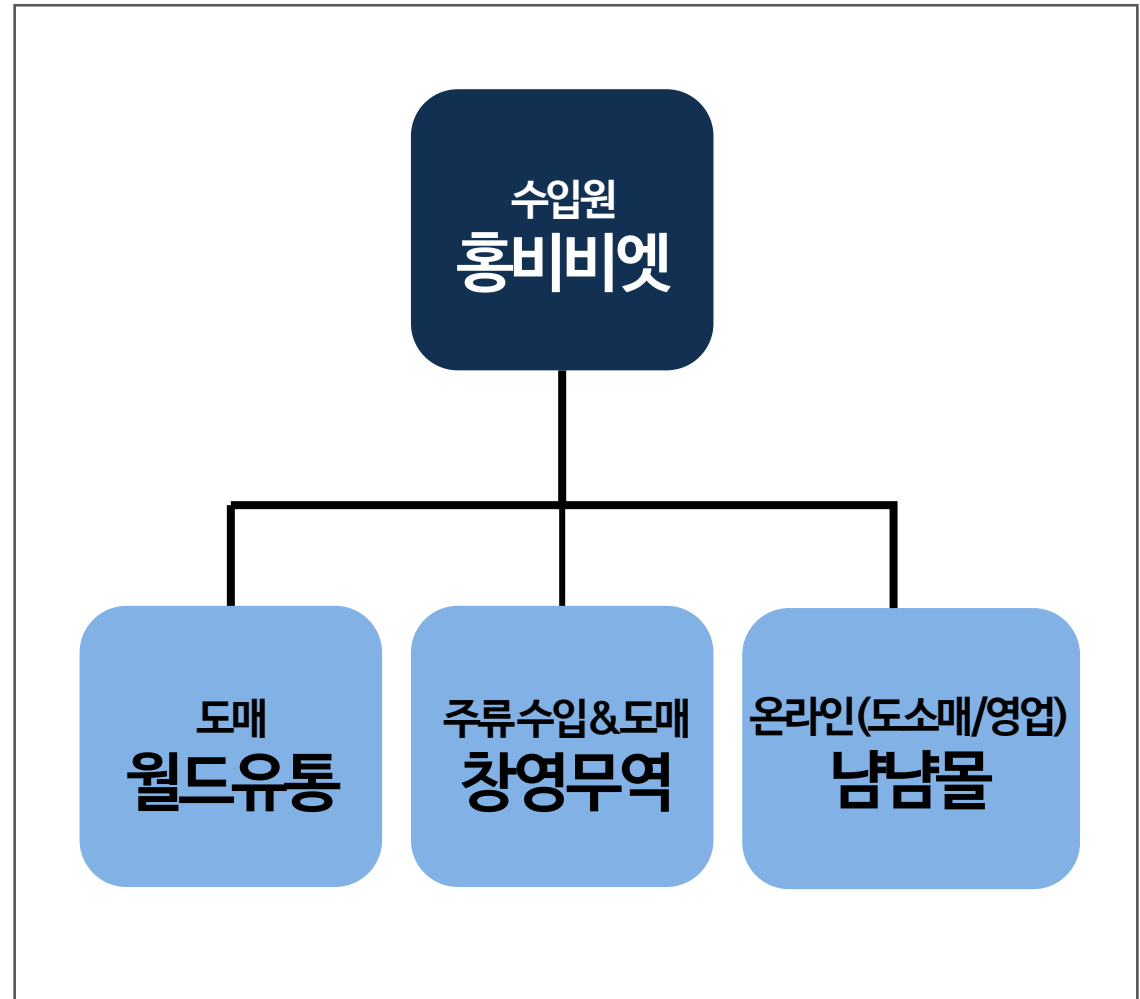 수입원
홍비비엣
도매
월드유통
주류 수입&도매
창영무역
온라인(도소매/영업)
냠냠몰